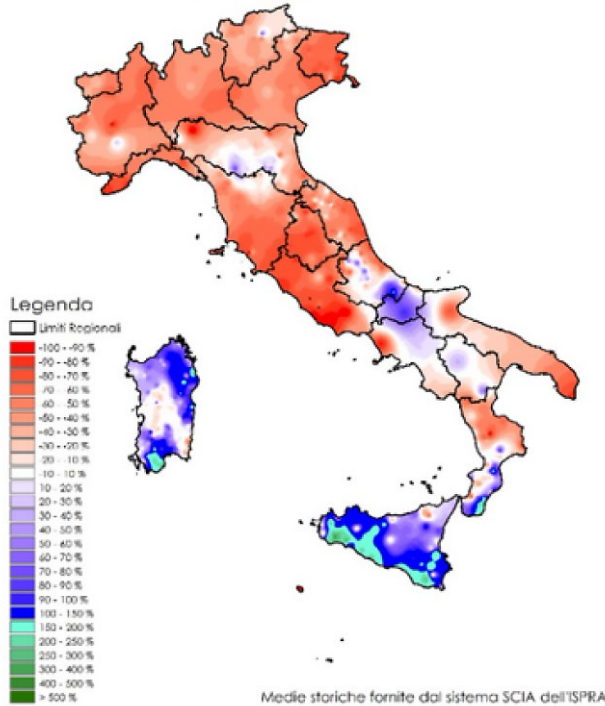 Legenda
Limiti Regionali
-100 - -90 %
-90 - -80 %
-80 - -70 %
70 - -60 %
60 - -50 %
-50 - -40 %
-40 - -30 %
-30 - -20 %
20 - -10 %
-10 - 10 %
10 - 20 %
20 - 30 %
30 - 40 %
40 - 50 %
50 - 60 %
60 - 70 %
70 - 80 %
80 - 90 %
90 - 100 %
100 - 150 %
150 - 200 %
200 - 250 %
250 - 300 %
300 - 400 %
400 - 500 %
> 500 %
Medie storiche fornite dal sistema SCIA dell'ISPRA